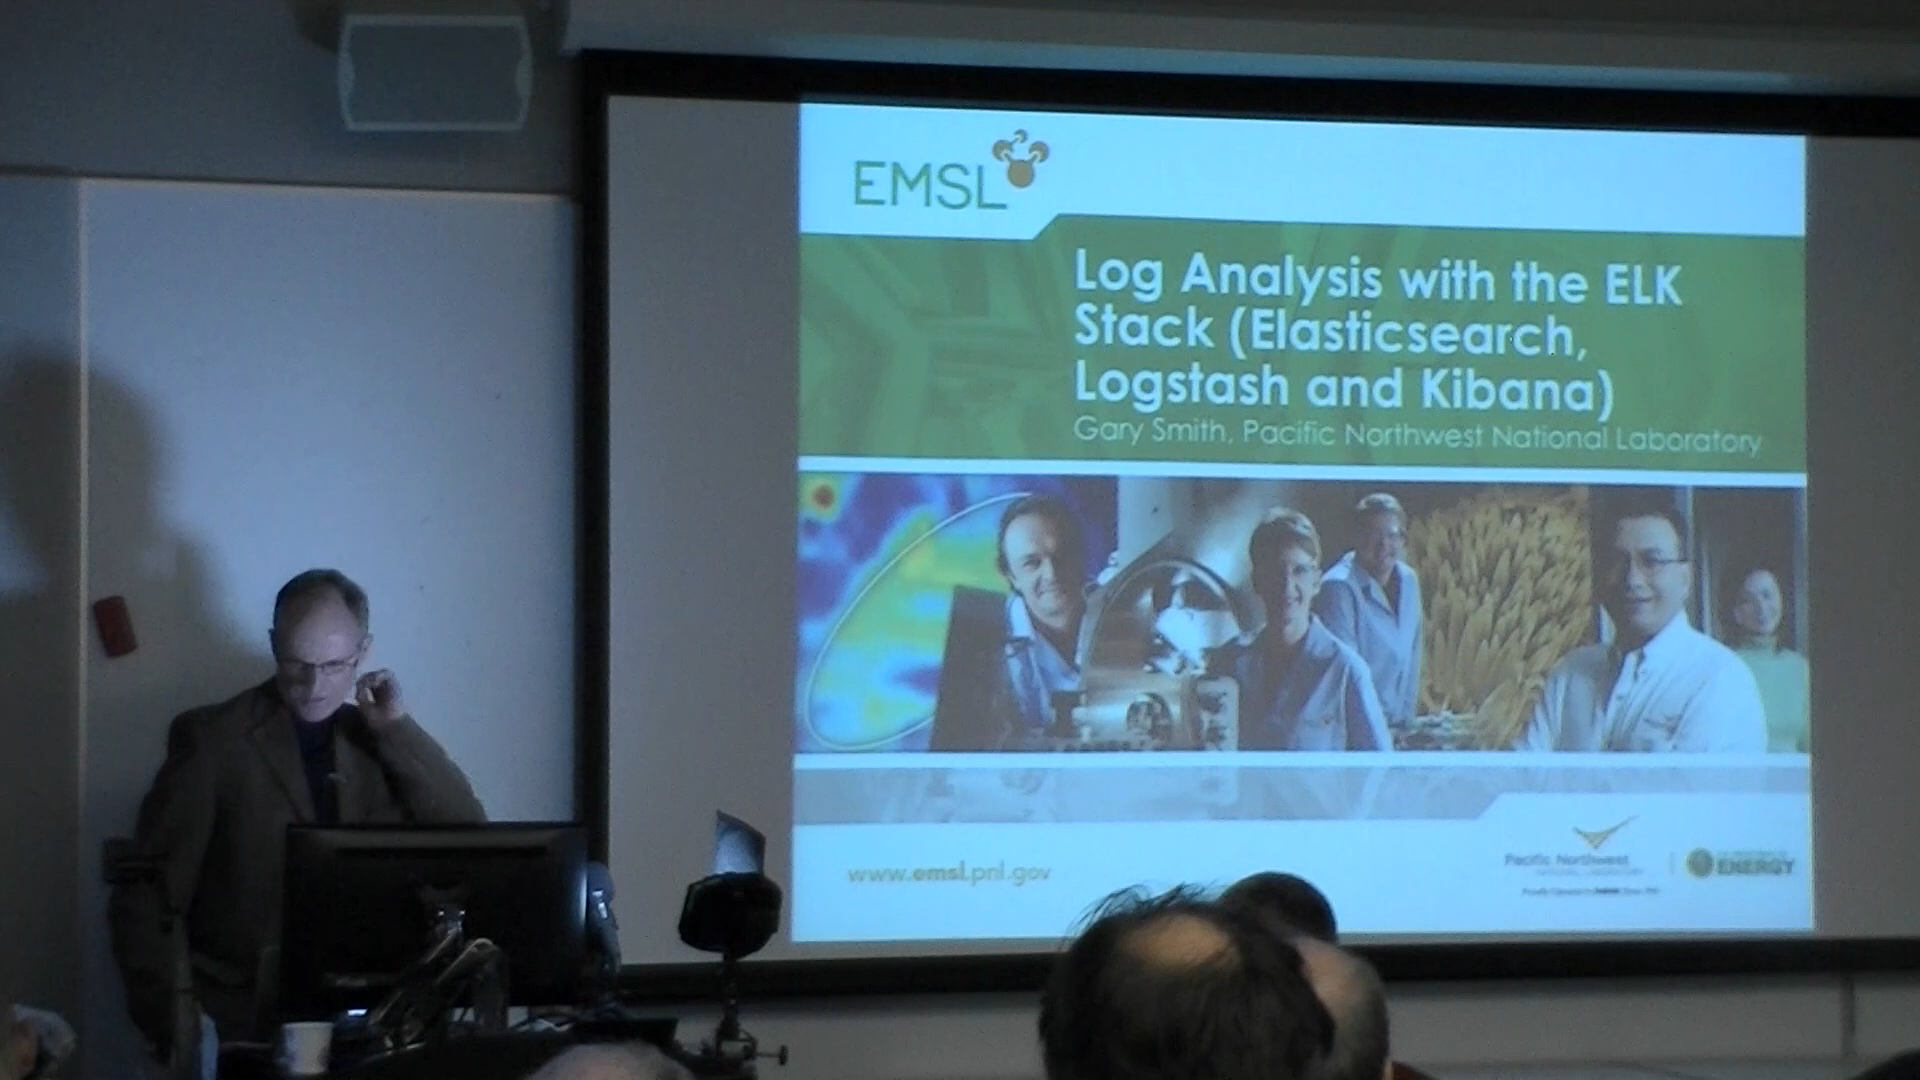 EMSL
Log Analysis with the ELK
Stack (Elasticsearch,
Logstash and Kibana)
Gary Smith, Pacific Northwest National Laboratory
www.emsl.pnl.gov
Pacific Northwest
ENERGY